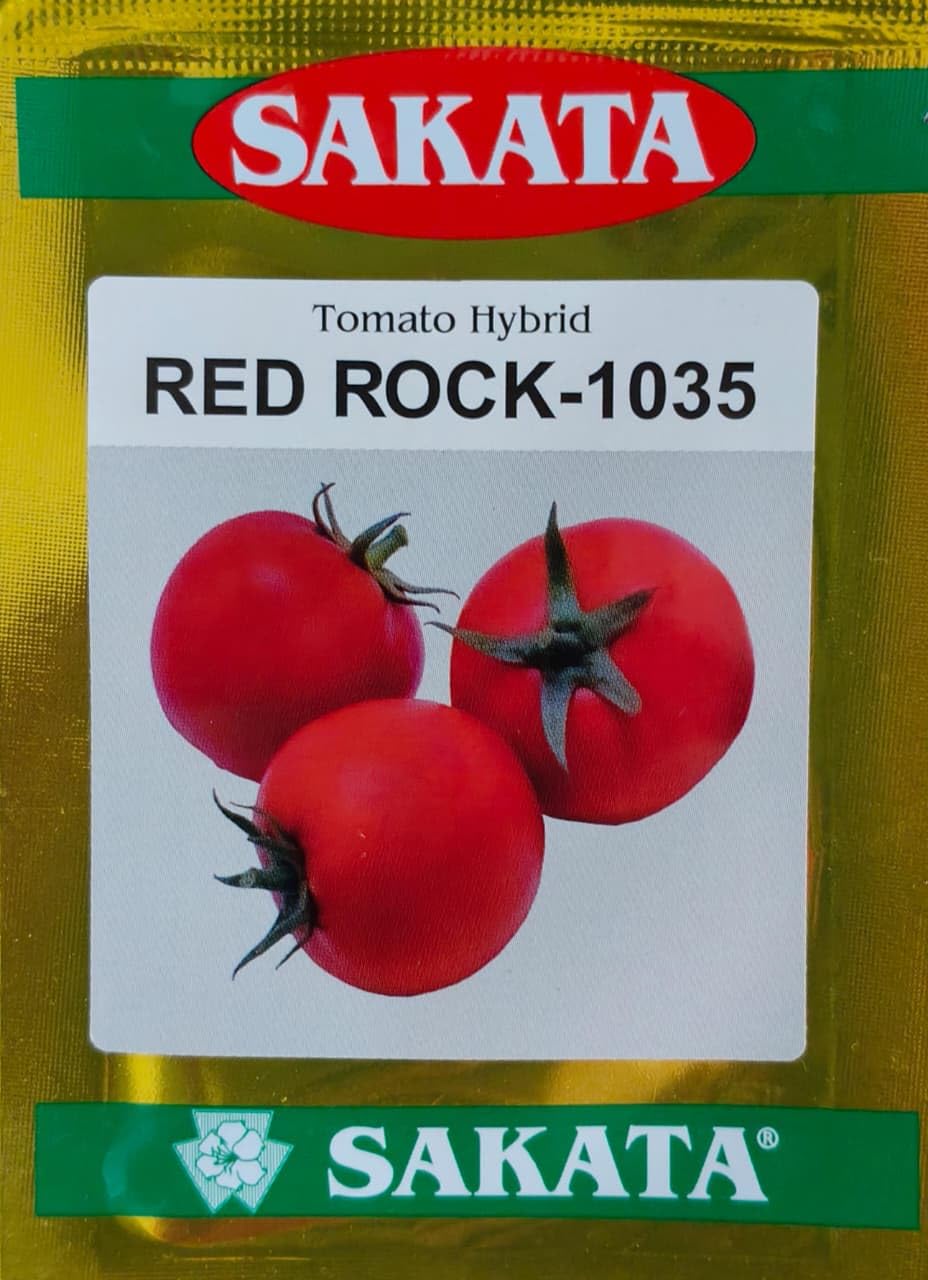 SAKATA
Tomato Hybrid
RED ROCK-1035
SAKATA®